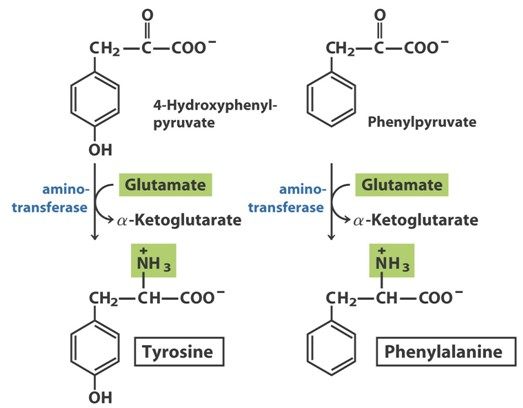 O
CH₂—C—COO⁻
4-Hydroxyphenyl-
pyruvate
OH
amino-
transferase
Glutamate
α-Ketoglutarate
+
NH₃
CH₂—CH—COO⁻
Tyrosine
OH
O
CH₂—C—COO⁻
Phenylpyruvate
amino-
transferase
Glutamate
α-Ketoglutarate
+
NH₃
CH₂—CH—COO⁻
Phenylalanine